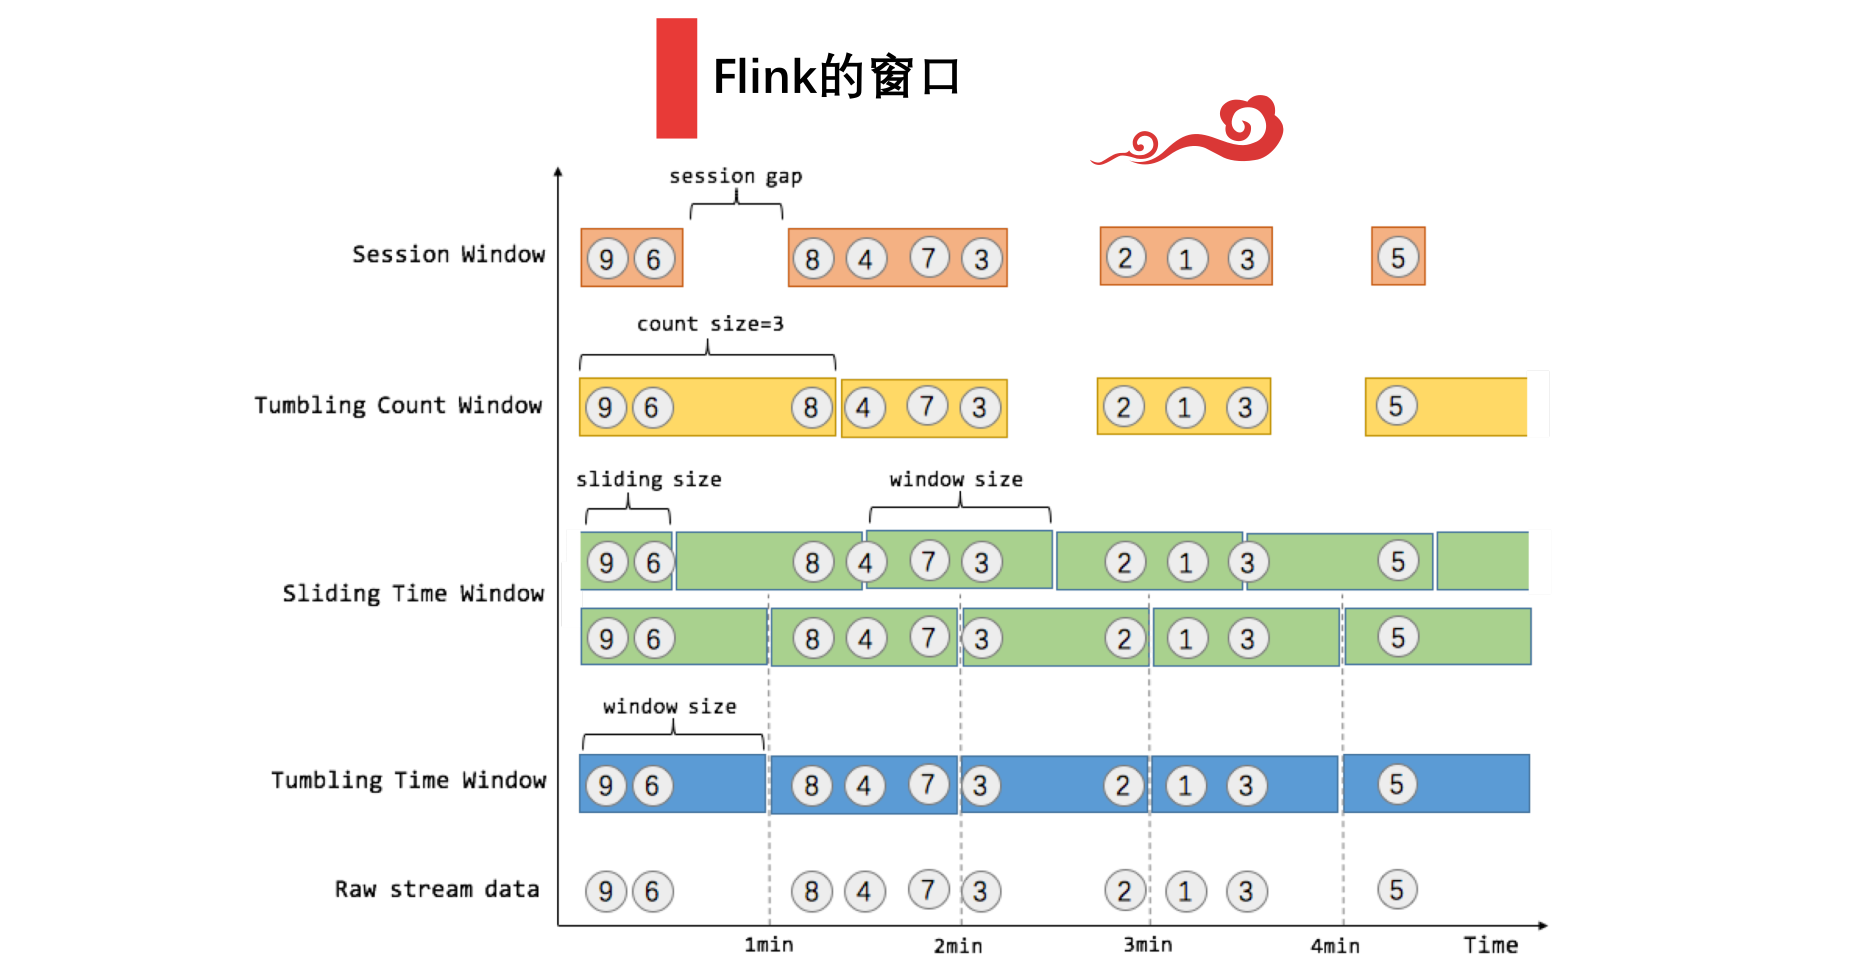 Flink的窗口
session gap
Session Window 9 6 8 4 7 3 2 1 3 5
count size=3
Tumbling Count Window 9 6 8 4 7 3 2 1 3 5
sliding size window size
9 6 8 4 7 3 2 1 3 5
Sliding Time Window
9 6 8 4 7 3 2 1 3 5
window size
Tumbling Time Window 9 6 8 4 7 3 2 1 3 5
Raw stream data 9 6 8 4 7 3 2 1 3 5
1min 2min 3min 4min Time